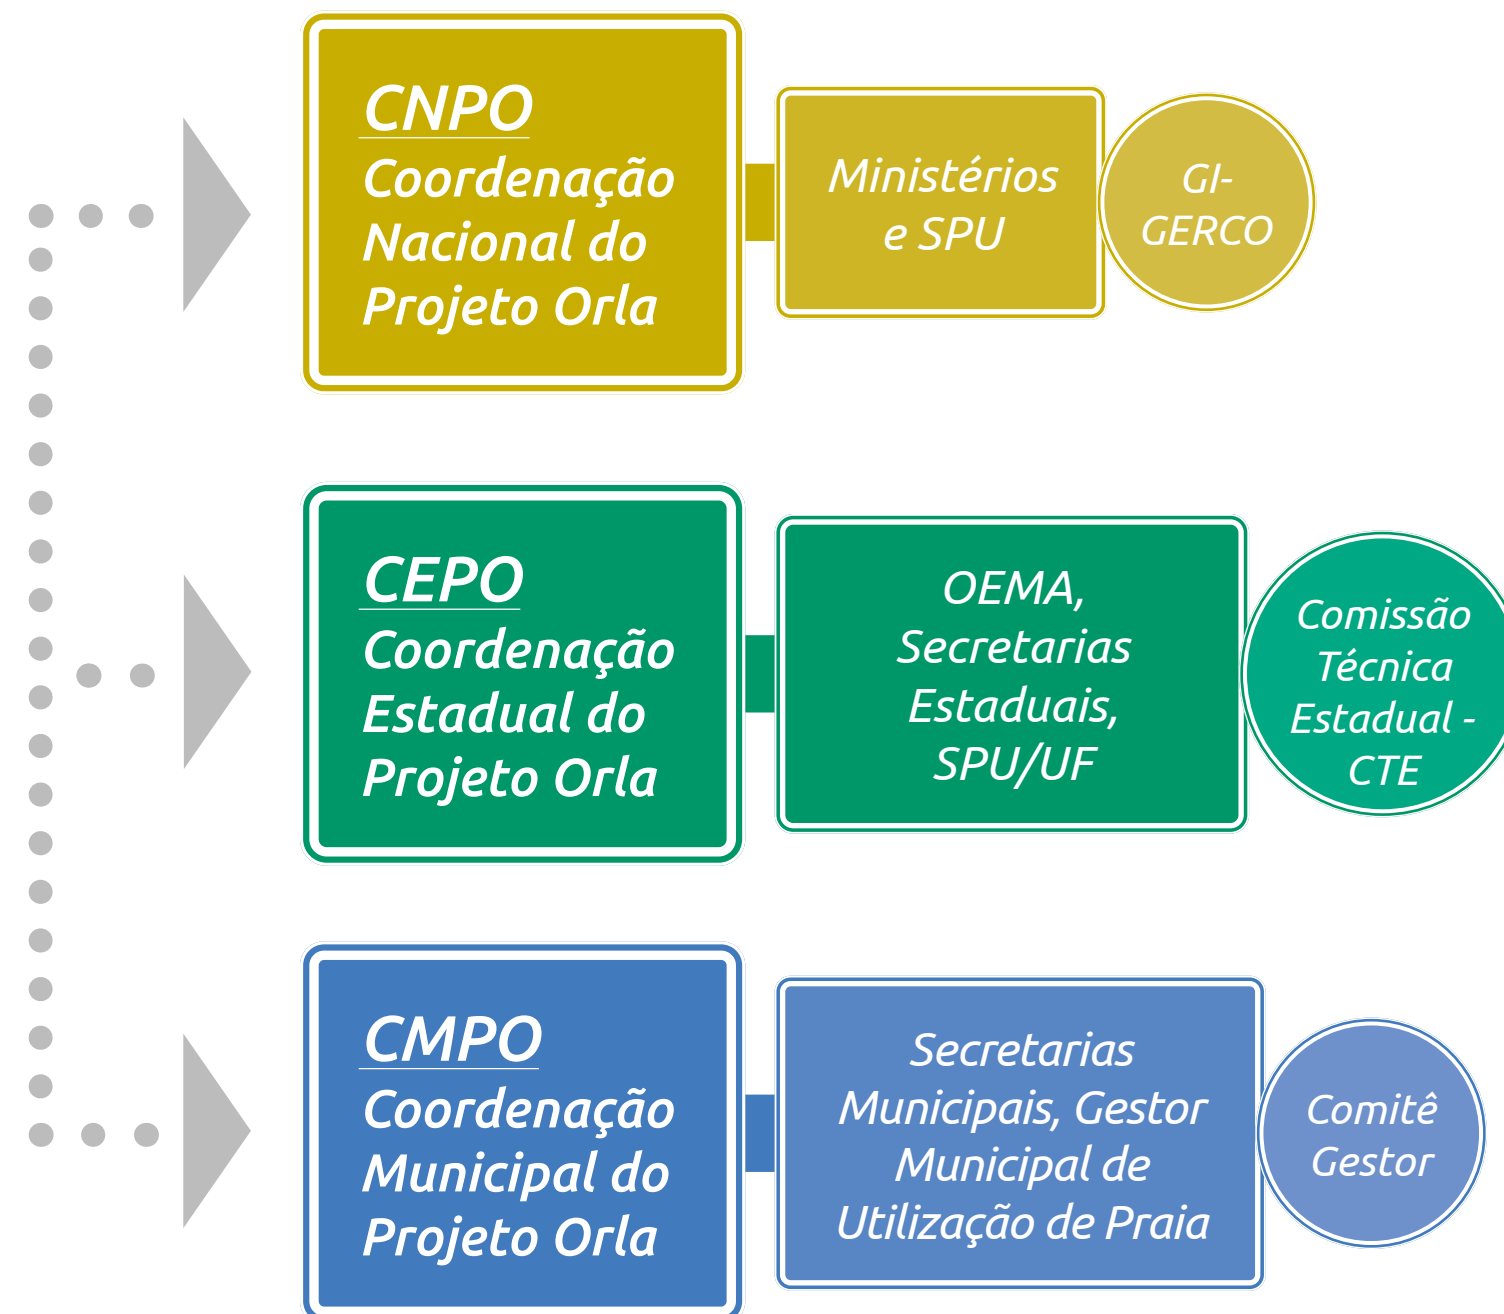 CNPO
Coordenação
Nacional do
Projeto Orla
Ministérios
e SPU
GI-
GERCO
CEPO
Coordenação
Estadual do
Projeto Orla
OEMA,
Secretarias
Estaduais,
SPU/UF
Comissão
Técnica
Estadual -
CTE
CMPO
Coordenação
Municipal do
Projeto Orla
Secretarias
Municipais, Gestor
Municipal de
Utilização de Praia
Comitê
Gestor